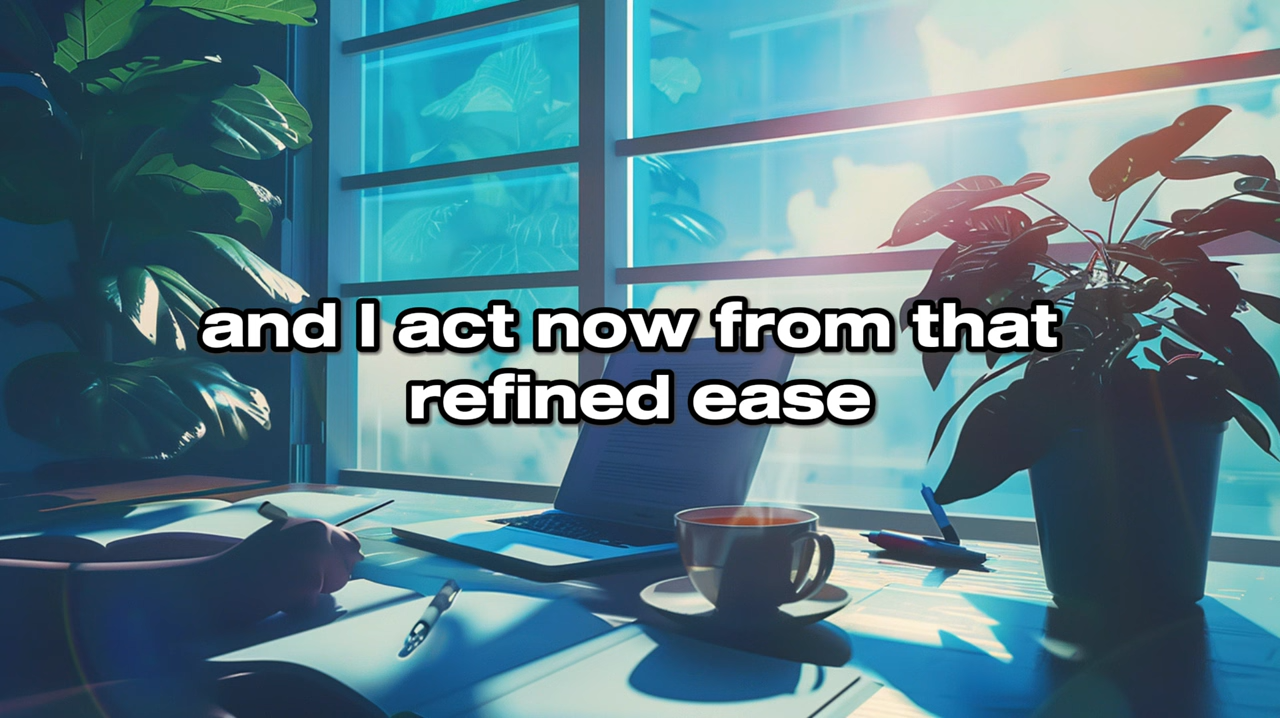 and I act now from that
refined ease